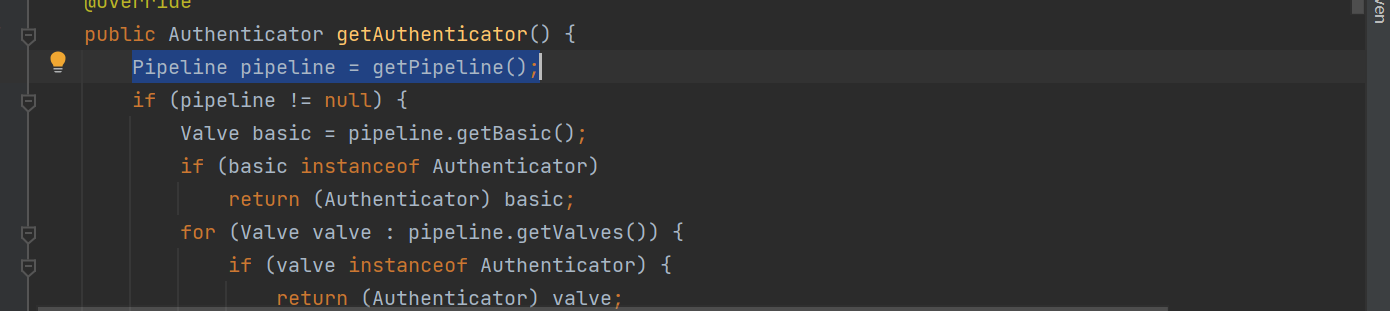 @Override
public Authenticator getAuthenticator() {
Pipeline pipeline = getPipeline();
if (pipeline != null) {
Valve basic = pipeline.getBasic();
if (basic instanceof Authenticator)
return (Authenticator) basic;
for (Valve valve : pipeline.getValves()) {
if (valve instanceof Authenticator) {
return (Authenticator) valve;
ven